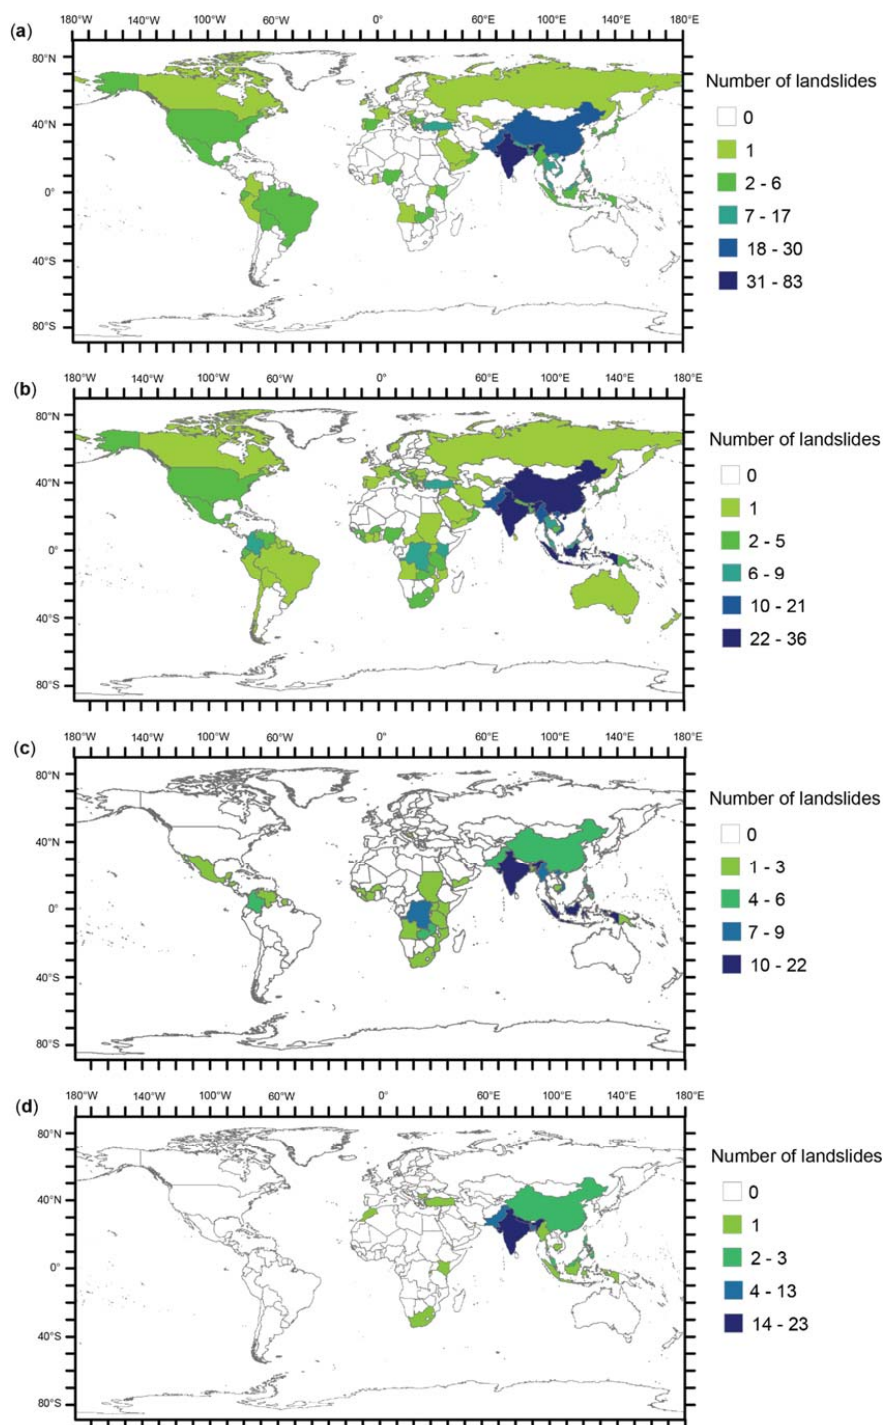 (a)
180°W 140°W 100°W 60°W 0° 60°E 100°E 140°E 180°E
80°N
40°N
0°
40°S
80°S
Number of landslides
0
1
2 - 6
7 - 17
18 - 30
31 - 83
(b)
180°W 140°W 100°W 60°W 0° 60°E 100°E 140°E 180°E
80°N
40°N
0°
40°S
80°S
Number of landslides
0
1
2 - 5
6 - 9
10 - 21
22 - 36
(c)
180°W 140°W 100°W 60°W 0° 60°E 100°E 140°E 180°E
80°N
40°N
0°
40°S
80°S
Number of landslides
0
1 - 3
4 - 6
7 - 9
10 - 22
(d)
180°W 140°W 100°W 60°W 0° 60°E 100°E 140°E 180°E
80°N
40°N
0°
40°S
80°S
Number of landslides
0
1
2 - 3
4 - 13
14 - 23